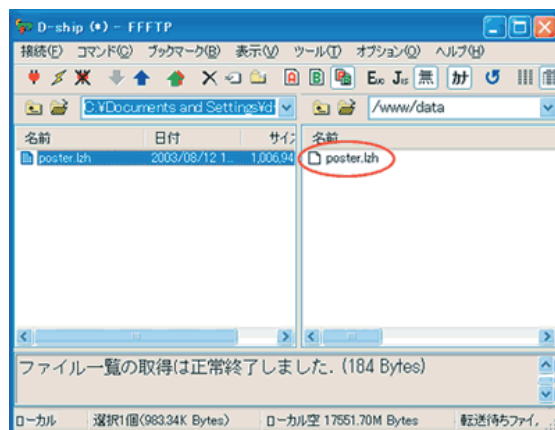 D-ship (*) - FFFTP
接続(F) コマンド(C) ブックマーク(B) 表示(V) ツール(T) オプション(O) ヘルプ(H)
A B Euc JIS 無 カナ
C:¥Documents and Settings¥d /www/data
名前 日付 サイズ 名前
poster.lzh 2003/08/12 1... 1,006,94 poster.lzh
ファイル一覧の取得は正常終了しました. (184 Bytes)
ローカル 選択1個(983.34K Bytes) ローカル空 17551.70M Bytes 転送待ちファイ